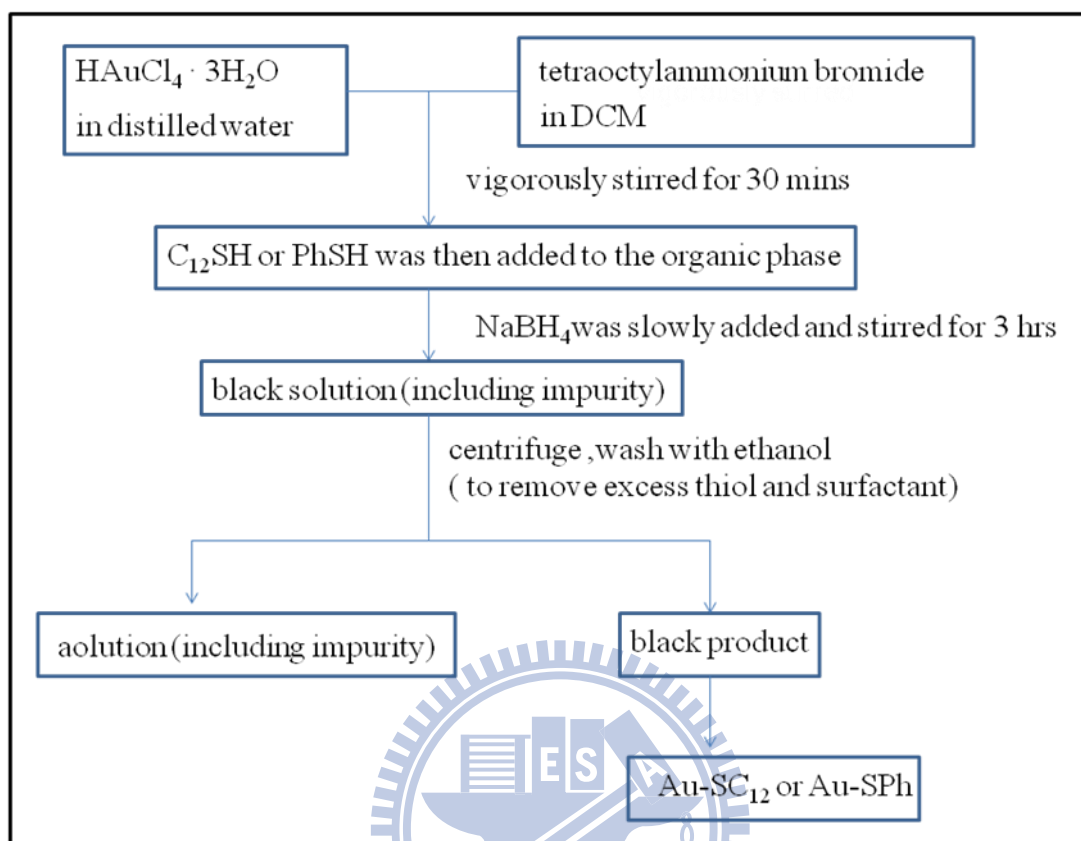 HAuCl₄ · 3H₂O
in distilled water
tetraoctylammonium bromide
in DCM
vigorously stirred for 30 mins
C₁₂SH or PhSH was then added to the organic phase
NaBH₄was slowly added and stirred for 3 hrs
black solution (including impurity)
centrifuge ,wash with ethanol
( to remove excess thiol and surfactant)
aolution (including impurity)
black product
E S A
Au-SC₁₂ or Au-SPh